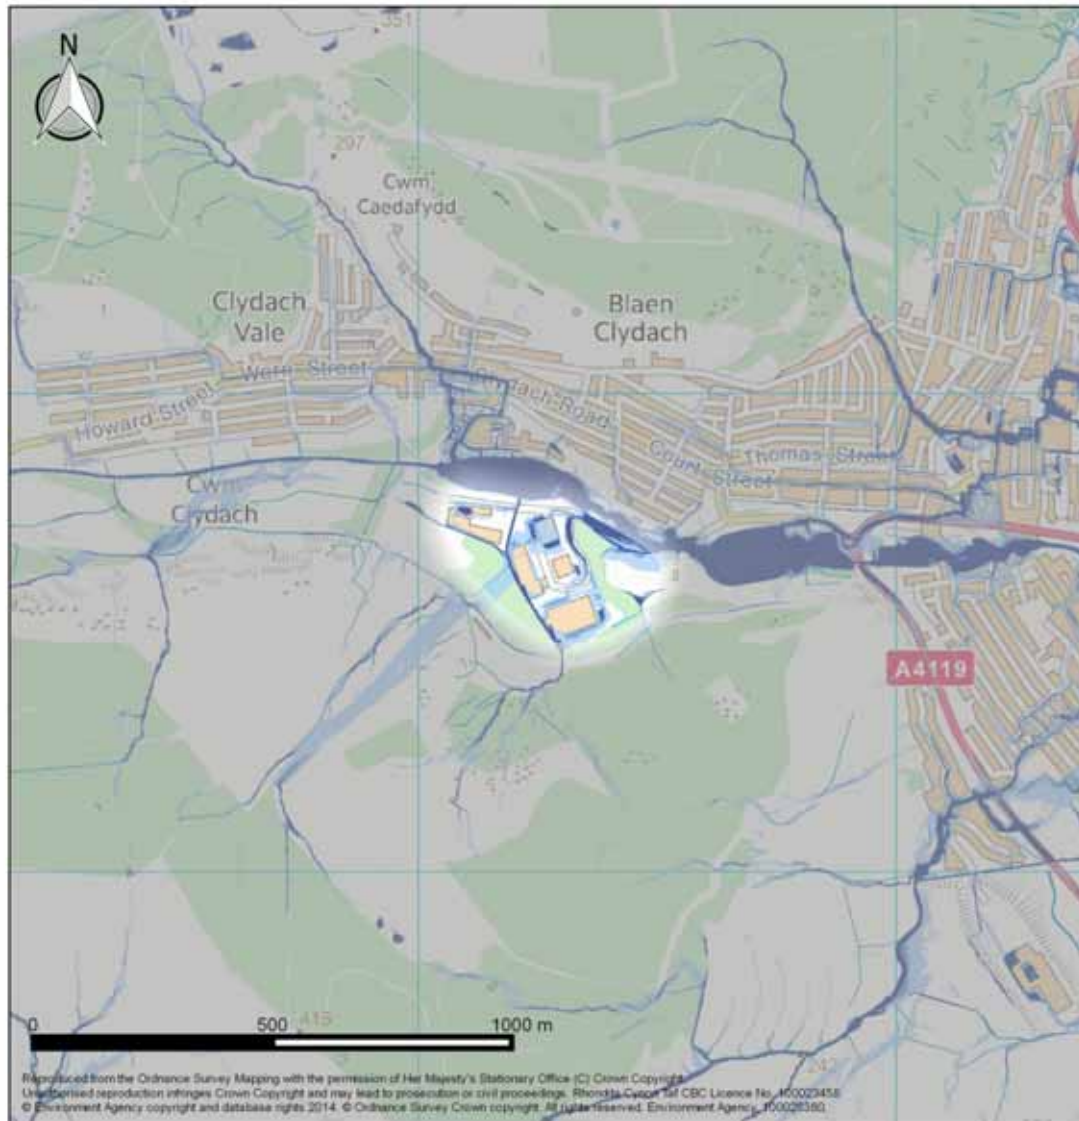 351
N
297
Cwm
Caedafydd
Clydach
Vale
Blaen
Clydach
Wern Street
Howard Street
Clydach Road
Court Street
Thomas Street
Cwm
Clydach
A4119
0 500 1000 m
415
242
Reproduced from the Ordnance Survey Mapping with the permission of Her Majesty's Stationary Office (C) Crown Copyright.
Unauthorised reproduction infringes Crown Copyright and may lead to prosecution or civil proceedings. Rhondda Cynon Taf CBC Licence No. 100023458
© Environment Agency copyright and database rights 2014. © Ordnance Survey Crown copyright. All rights reserved. Environment Agency, 100026380.